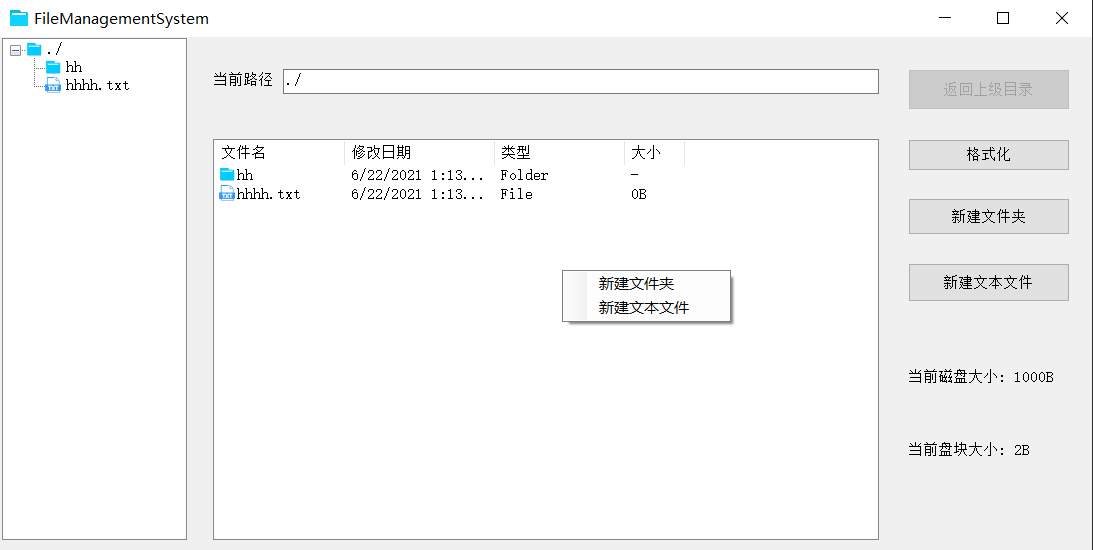 FileManagementSystem
./
hh
hhhh.txt
当前路径 ./
返回上级目录
文件名 修改日期 类型 大小
hh 6/22/2021 1:13... Folder -
hhhh.txt 6/22/2021 1:13... File 0B
格式化
新建文件夹
新建文本文件
新建文件夹
新建文本文件
当前磁盘大小: 1000B
当前盘块大小: 2B